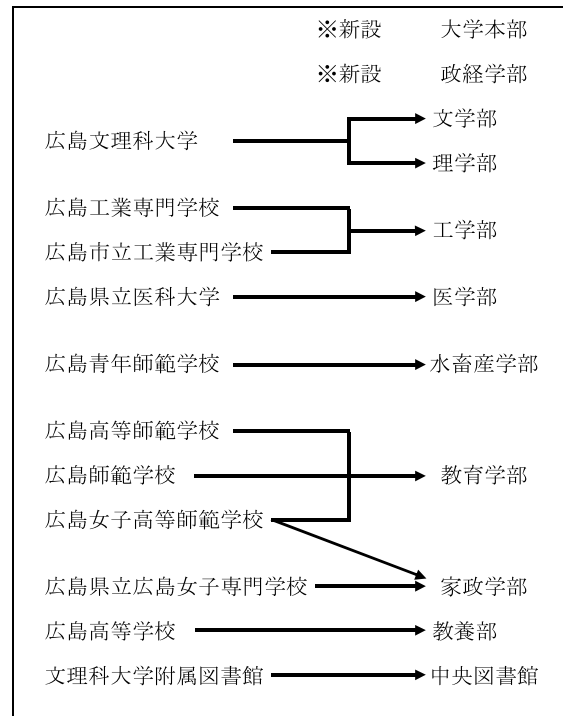 ※新設 大学本部
※新設 政経学部
文学部
広島文理科大学
理学部
広島工業専門学校
工学部
広島市立工業専門学校
広島県立医科大学 医学部
広島青年師範学校 水畜産学部
広島高等師範学校
広島師範学校 教育学部
広島女子高等師範学校
広島県立広島女子専門学校 家政学部
広島高等学校 教養部
文理科大学附属図書館 中央図書館